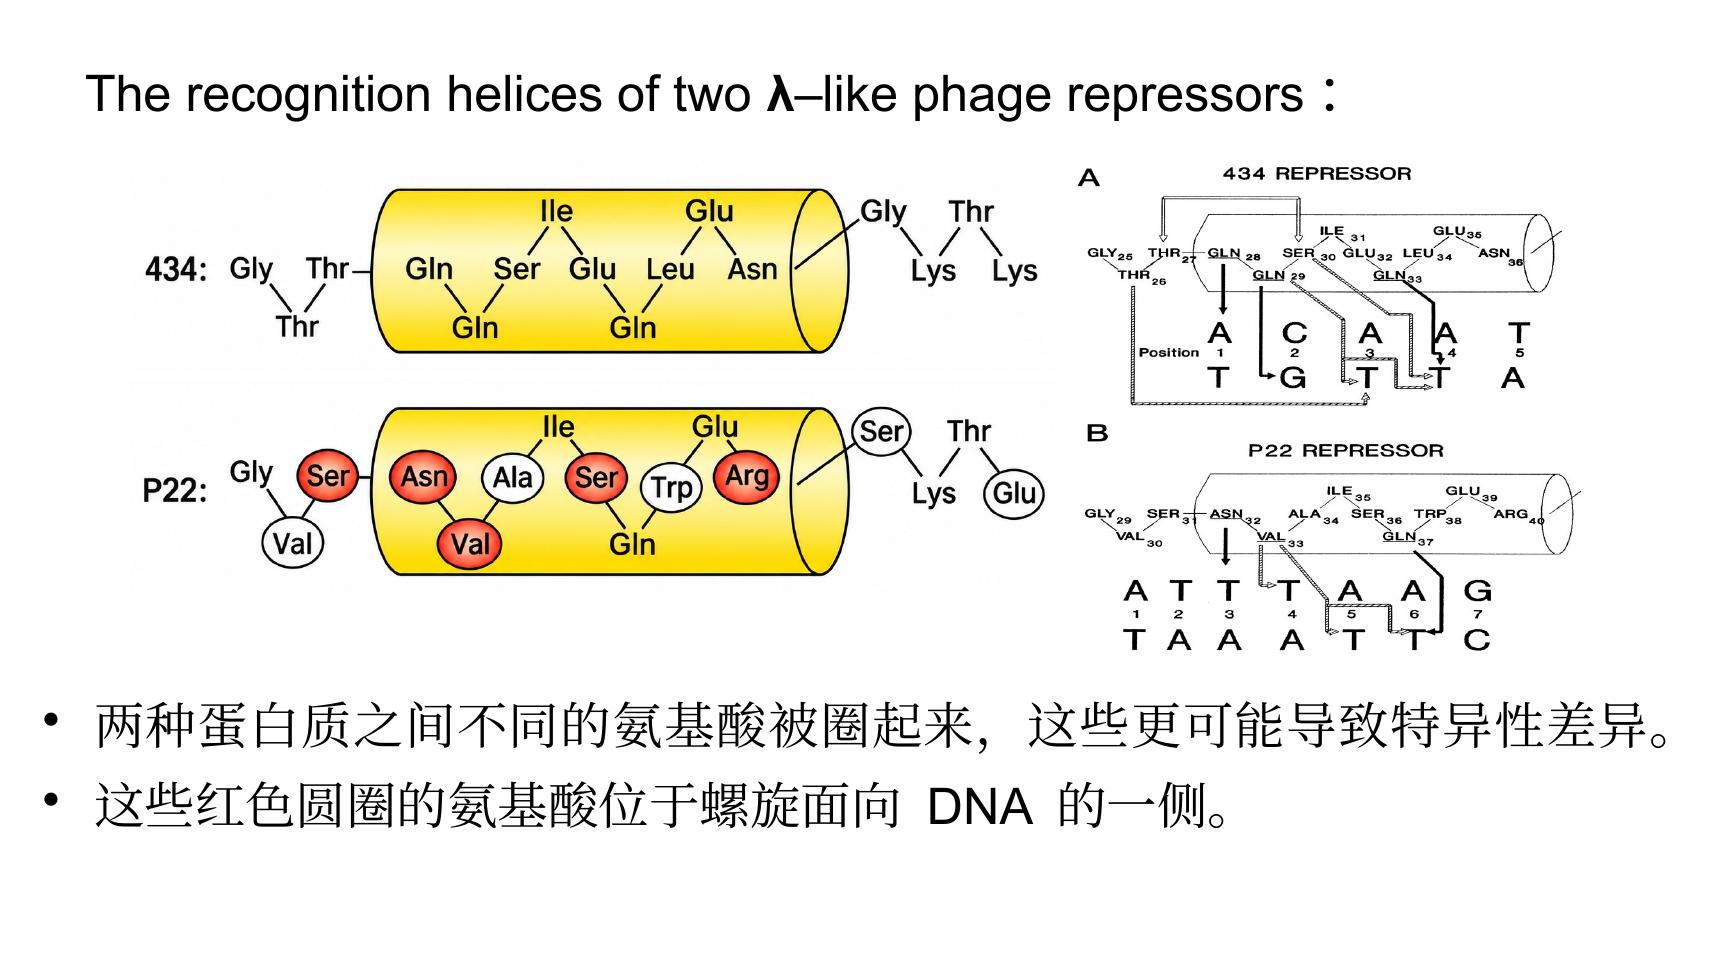 The recognition helices of two λ–like phage repressors：
434: Gly Thr Thr Gln Gln Ser Ile Glu Gln Leu Glu Asn Gly Lys Thr Lys
P22: Gly Val Ser Asn Val Ala Ile Ser Gln Trp Glu Arg Ser Lys Thr Glu
A 434 REPRESSOR
GLY25 THR26 THR27 GLN28 GLN29 SER30 ILE31 GLU32 GLN33 LEU34 GLU35 ASN36
A C A A T
Position 1 2 3 4 5
T G T T A
B P22 REPRESSOR
GLY29 VAL30 SER31 ASN32 VAL33 ALA34 ILE35 SER36 GLN37 TRP38 GLU39 ARG40
A T T T A A G
1 2 3 4 5 6 7
T A A A T T C
• 两种蛋白质之间不同的氨基酸被圈起来，这些更可能导致特异性差异。
• 这些红色圆圈的氨基酸位于螺旋面向 DNA 的一侧。